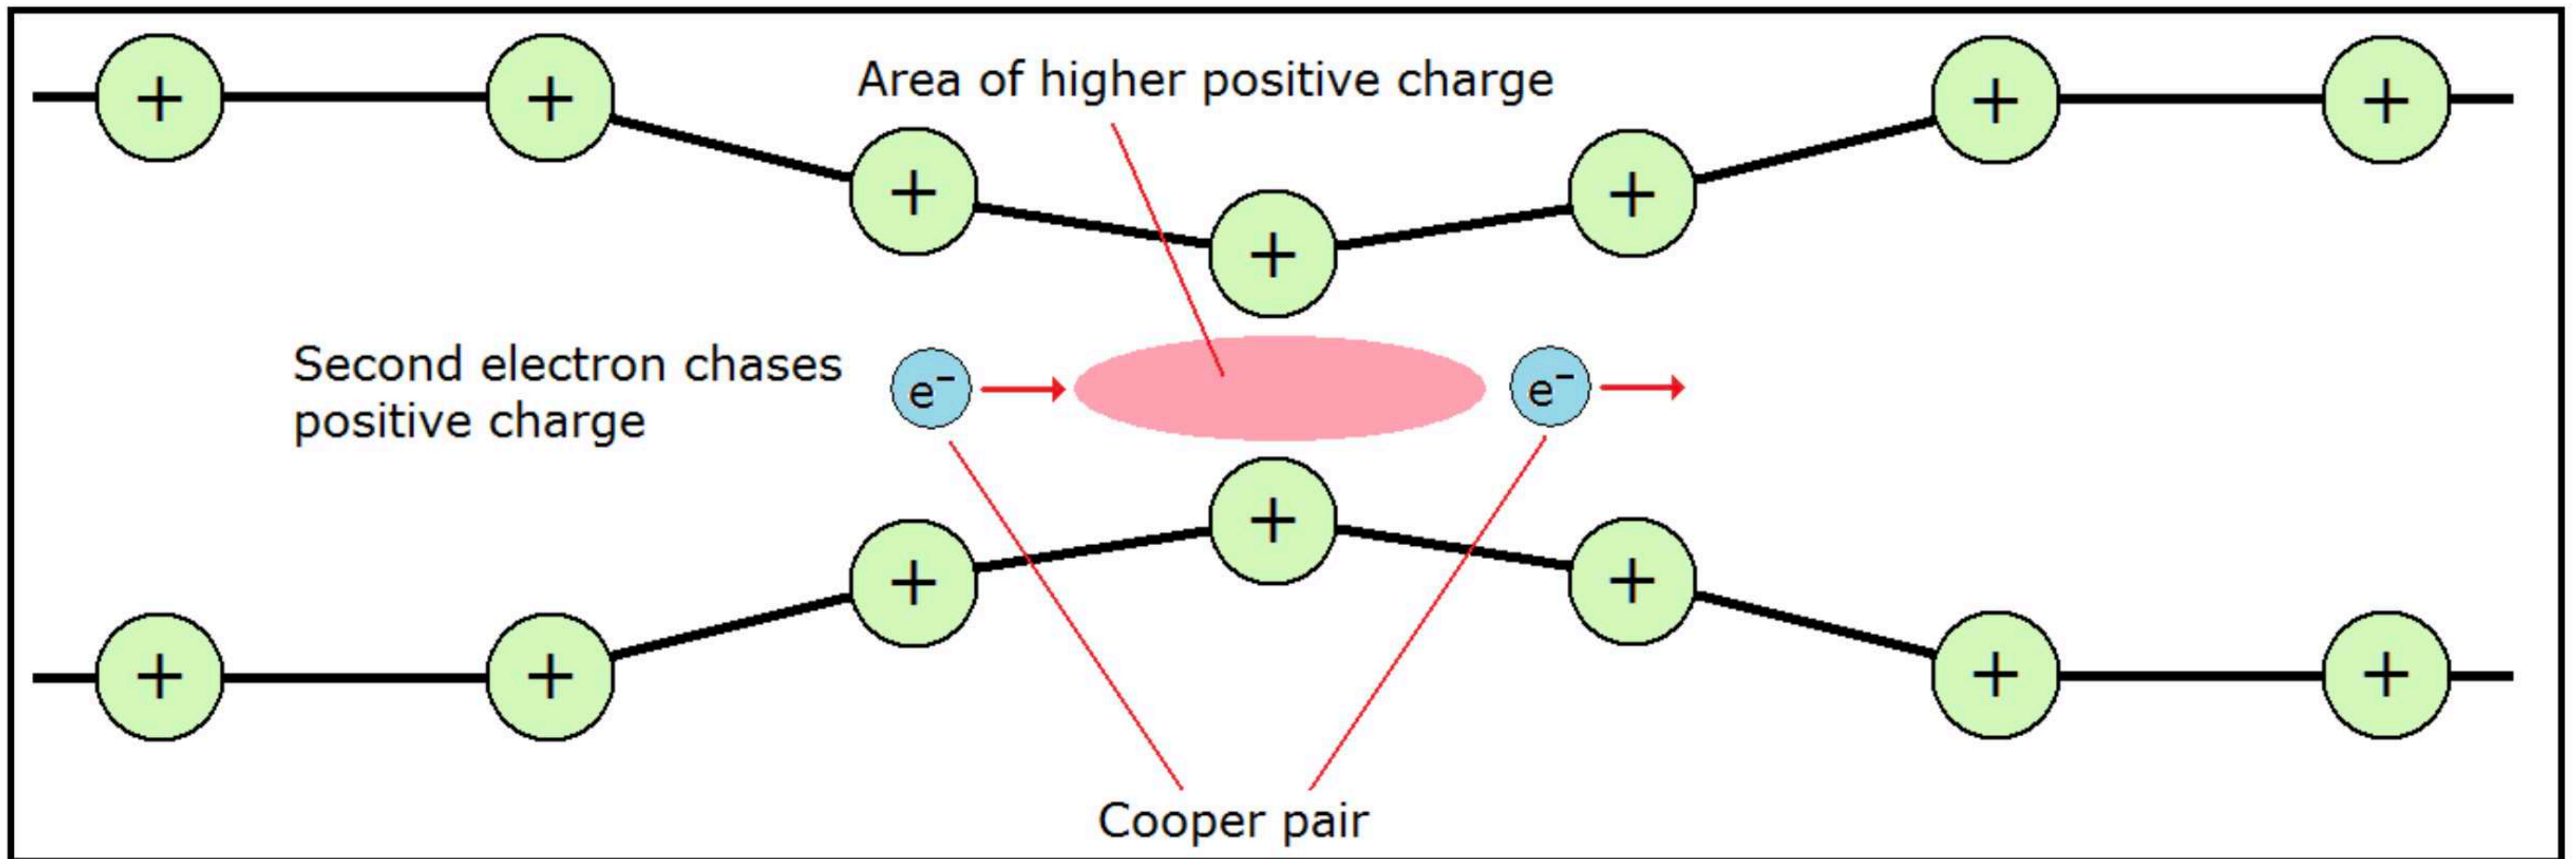 + + + +
Area of higher positive charge
+ +
+
Second electron chases
positive charge
e⁻ e⁻
+
+ +
+ + + +
Cooper pair